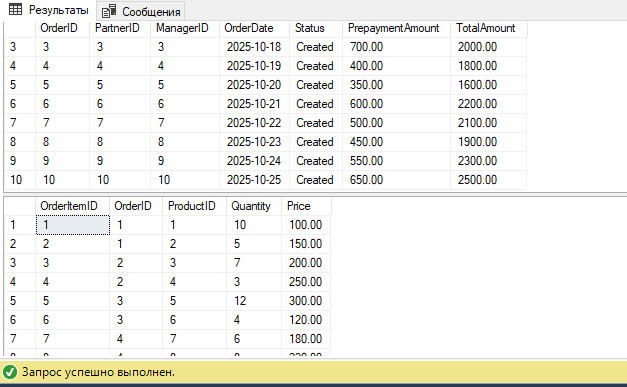 Результаты Сообщения
OrderID PartnerID ManagerID OrderDate Status PrepaymentAmount TotalAmount
3 3 3 3 2025-10-18 Created 700.00 2000.00
4 4 4 4 2025-10-19 Created 400.00 1800.00
5 5 5 5 2025-10-20 Created 350.00 1600.00
6 6 6 6 2025-10-21 Created 600.00 2200.00
7 7 7 7 2025-10-22 Created 500.00 2100.00
8 8 8 8 2025-10-23 Created 450.00 1900.00
9 9 9 9 2025-10-24 Created 550.00 2300.00
10 10 10 10 2025-10-25 Created 650.00 2500.00
OrderItemID OrderID ProductID Quantity Price
1 1 1 1 10 100.00
2 2 1 2 5 150.00
3 3 2 3 7 200.00
4 4 2 4 3 250.00
5 5 3 5 12 300.00
6 6 3 6 4 120.00
7 7 4 7 6 180.00
Запрос успешно выполнен.